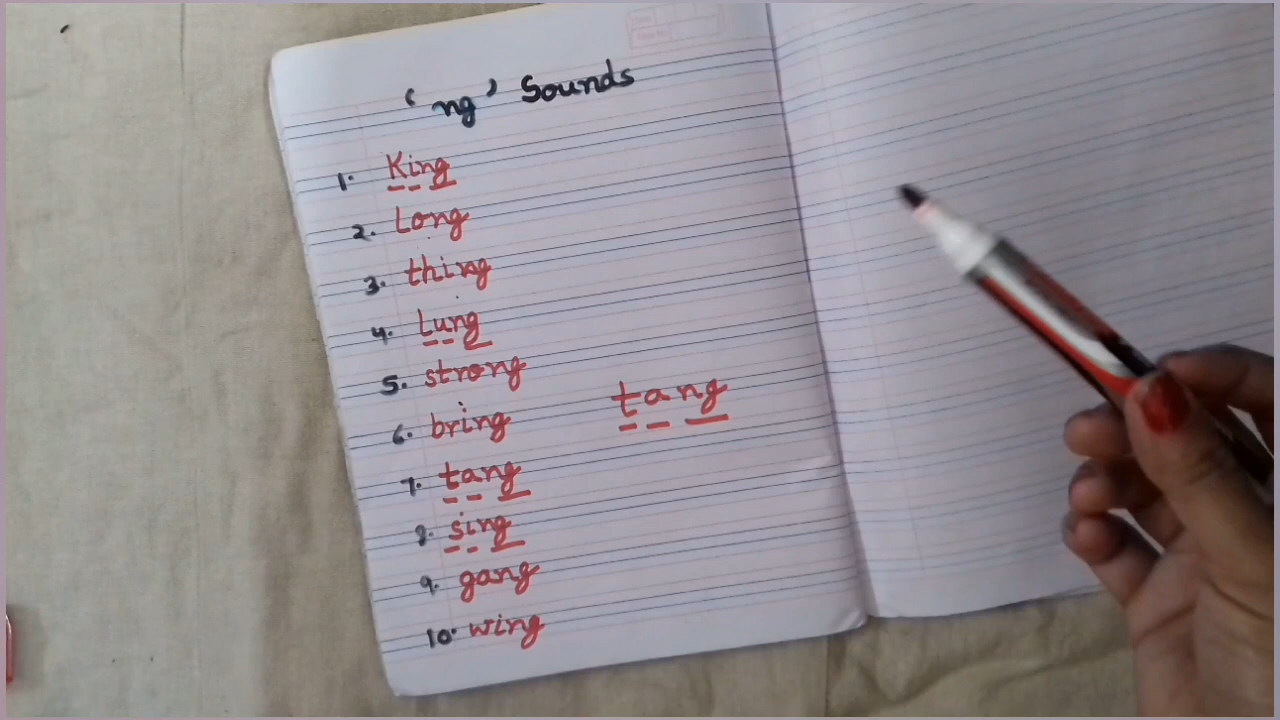 ‘ng’ Sounds
1. King
2. Long
3. thing
4. Lung
5. strong
6. bring
tang
7. tang
8. sing
9. gang
10. wing